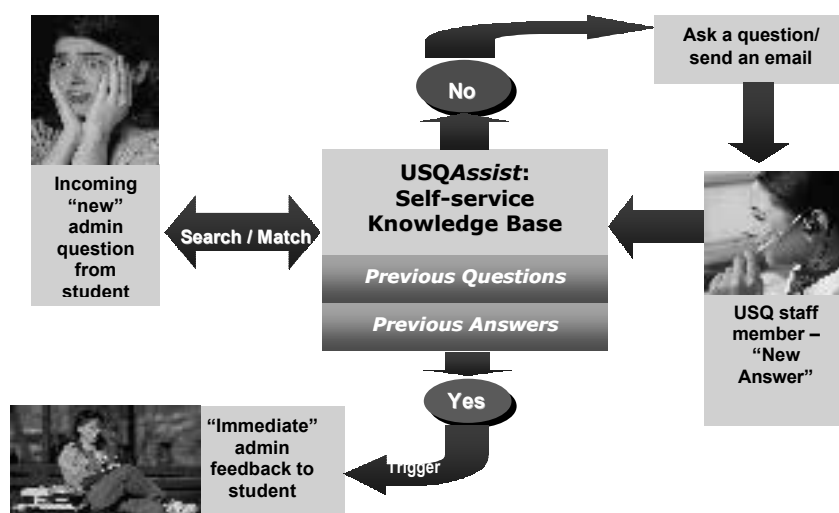 Ask a question/
send an email
No
USQAssist:
Self-service
Knowledge Base
Incoming
“new”
admin
question
from
student
Search / Match
Previous Questions
Previous Answers
USQ staff
member –
“New
Answer”
Yes
“Immediate”
admin
feedback to
student
Trigger